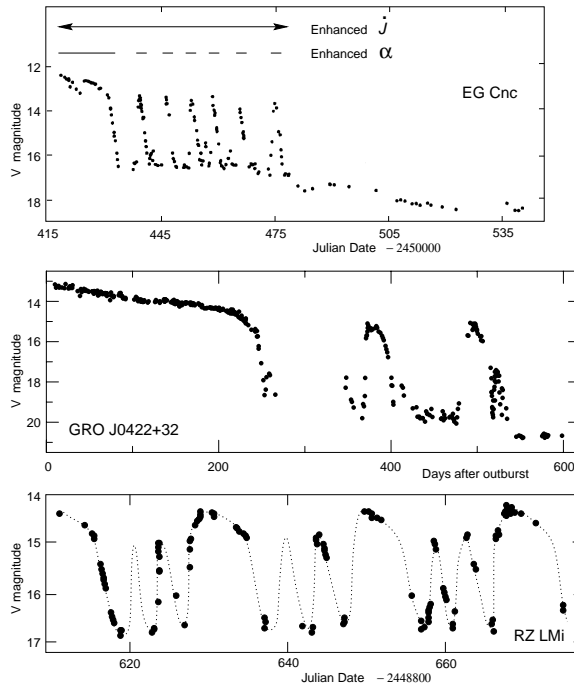 Enhanced j̇
Enhanced α
EG Cnc
12
14
16
18
V magnitude
415 445 475 505 535
Julian Date − 2450000
14
16
18
20
V magnitude
GRO J0422+32
0 200 400 600
Days after outburst
14
15
16
17
V magnitude
RZ LMi
620 640 660
Julian Date − 2448800